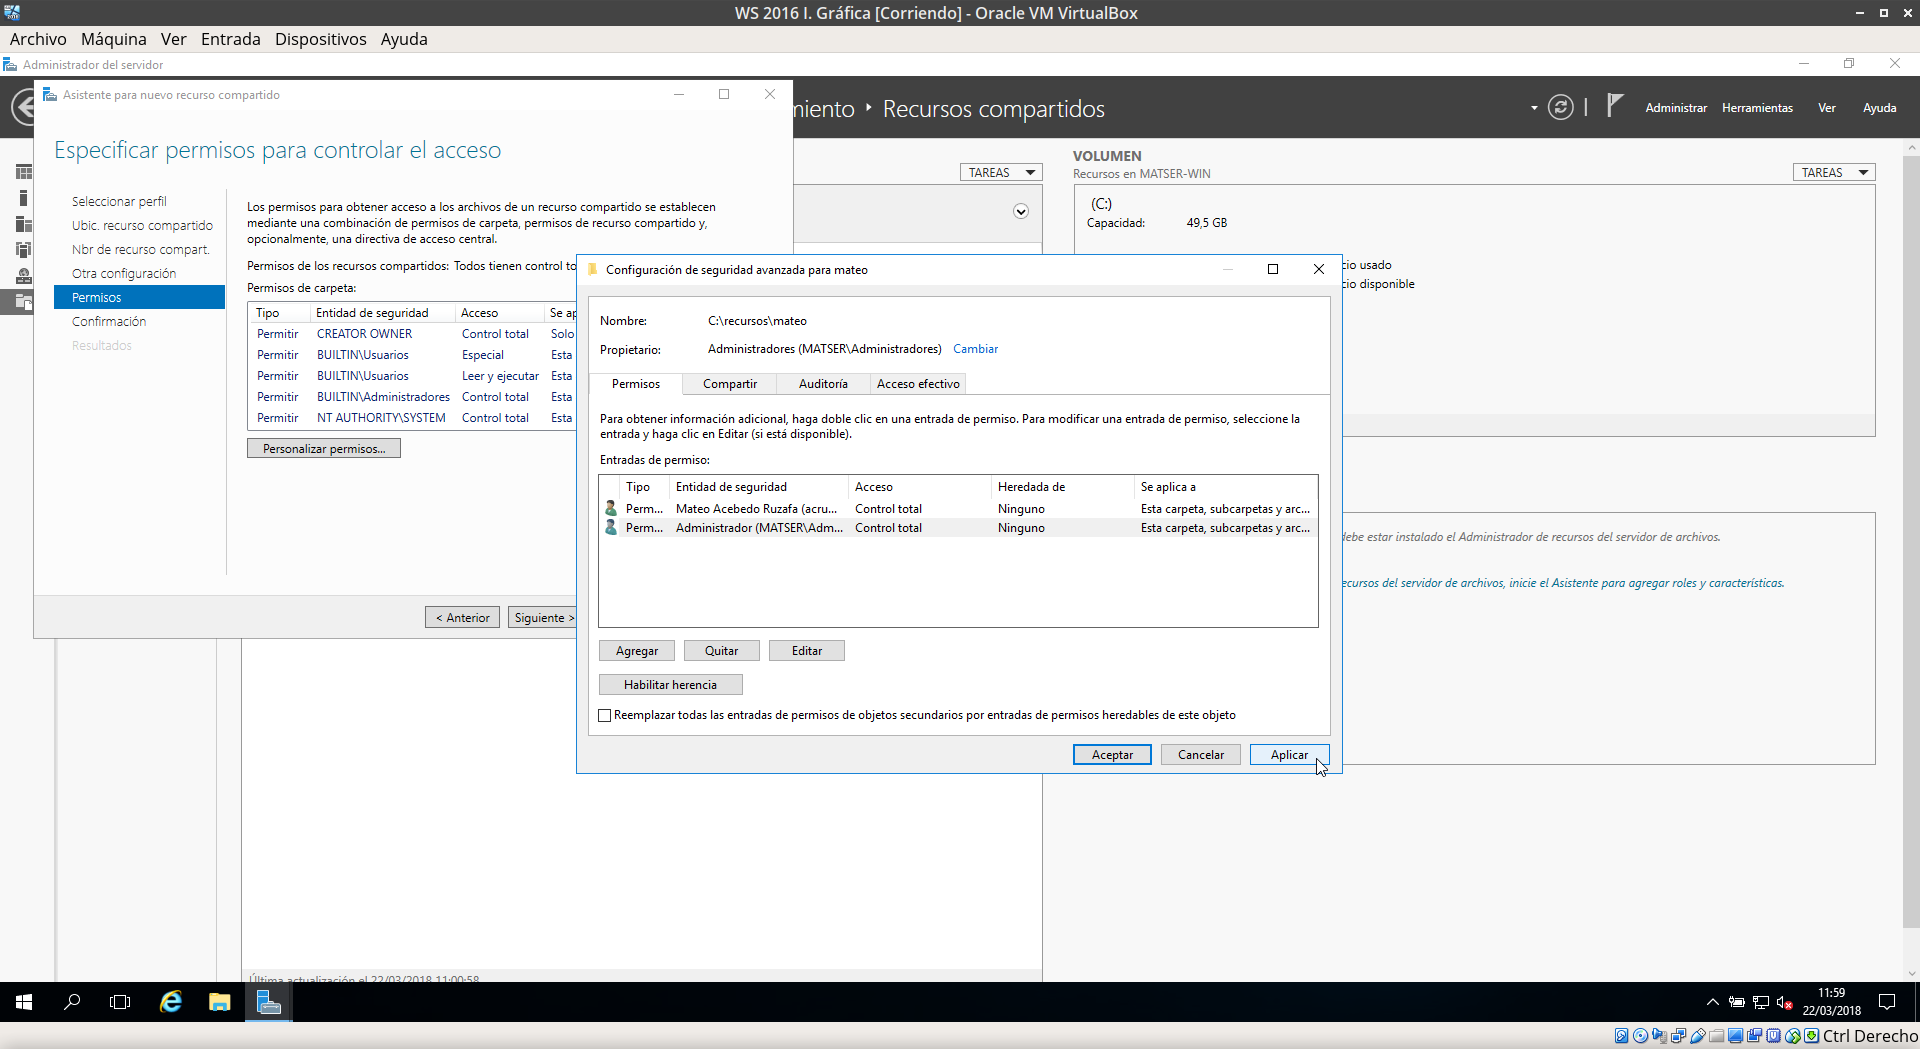 WS 2016 I. Gráfica [Corriendo] - Oracle VM VirtualBox
Archivo Máquina Ver Entrada Dispositivos Ayuda
Administrador del servidor
Asistente para nuevo recurso compartido
miento ‣ Recursos compartidos
Administrar Herramientas Ver Ayuda
Especificar permisos para controlar el acceso
Seleccionar perfil
Ubic. recurso compartido
Nbr de recurso compart.
Otra configuración
Permisos
Confirmación
Resultados
Los permisos para obtener acceso a los archivos de un recurso compartido se establecen
mediante una combinación de permisos de carpeta, permisos de recurso compartido y,
opcionalmente, una directiva de acceso central.
Permisos de los recursos compartidos: Todos tienen control to
Permisos de carpeta:
Tipo Entidad de seguridad Acceso Se ap
Permitir CREATOR OWNER Control total Solo
Permitir BUILTIN\Usuarios Especial Esta
Permitir BUILTIN\Usuarios Leer y ejecutar Esta
Permitir BUILTIN\Administradores Control total Esta
Permitir NT AUTHORITY\SYSTEM Control total Esta
Personalizar permisos...
< Anterior Siguiente >
TAREAS
VOLUMEN
Recursos en MATSER-WIN
TAREAS
(C:)
Capacidad: 49,5 GB
cio usado
cio disponible
Configuración de seguridad avanzada para mateo
Nombre: C:\recursos\mateo
Propietario: Administradores (MATSER\Administradores) Cambiar
Permisos Compartir Auditoría Acceso efectivo
Para obtener información adicional, haga doble clic en una entrada de permiso. Para modificar una entrada de permiso, seleccione la
entrada y haga clic en Editar (si está disponible).
Entradas de permiso:
Tipo Entidad de seguridad Acceso Heredada de Se aplica a
Perm... Mateo Acebedo Ruzafa (acru... Control total Ninguno Esta carpeta, subcarpetas y arc...
Perm... Administrador (MATSER\Adm... Control total Ninguno Esta carpeta, subcarpetas y arc...
Agregar Quitar Editar
Habilitar herencia
Reemplazar todas las entradas de permisos de objetos secundarios por entradas de permisos heredables de este objeto
Aceptar Cancelar Aplicar
debe estar instalado el Administrador de recursos del servidor de archivos.
ecursos del servidor de archivos, inicie el Asistente para agregar roles y características.
Última actualización el 22/03/2018 11:00:58
11:59
22/03/2018
Ctrl Derecho